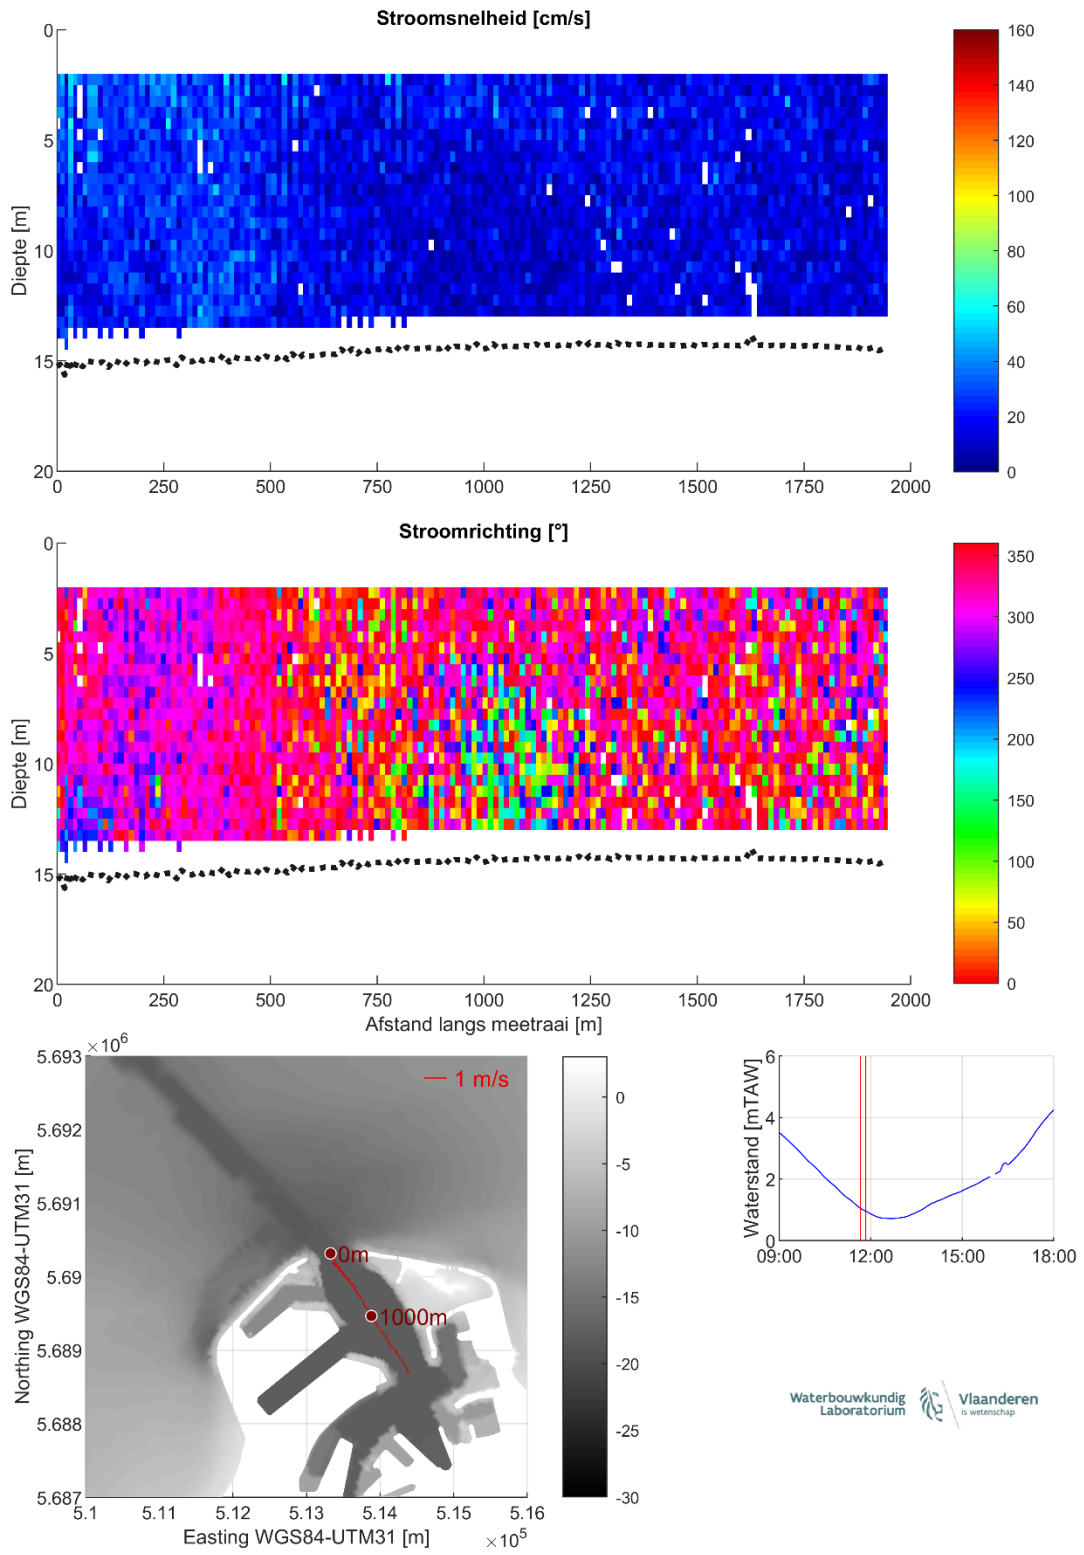 Stroomsnelheid [cm/s]
Diepte [m]
0
5
10
15
20
0 250 500 750 1000 1250 1500 1750 2000
160
140
120
100
80
60
40
20
0
Stroomrichting [°]
Diepte [m]
0
5
10
15
20
0 250 500 750 1000 1250 1500 1750 2000
Afstand langs meetraai [m]
350
300
250
200
150
100
50
0
×10⁶
Northing WGS84-UTM31 [m]
5.693
5.692
5.691
5.69
5.689
5.688
5.687
1 m/s
0m
1000m
5.1 5.11 5.12 5.13 5.14 5.15 5.16
Easting WGS84-UTM31 [m]
×10⁵
0
-5
-10
-15
-20
-25
-30
Waterstand [mTAW]
6
4
2
0
09:00 12:00 15:00 18:00
Waterbouwkundig
Laboratorium
Vlaanderen
is wetenschap